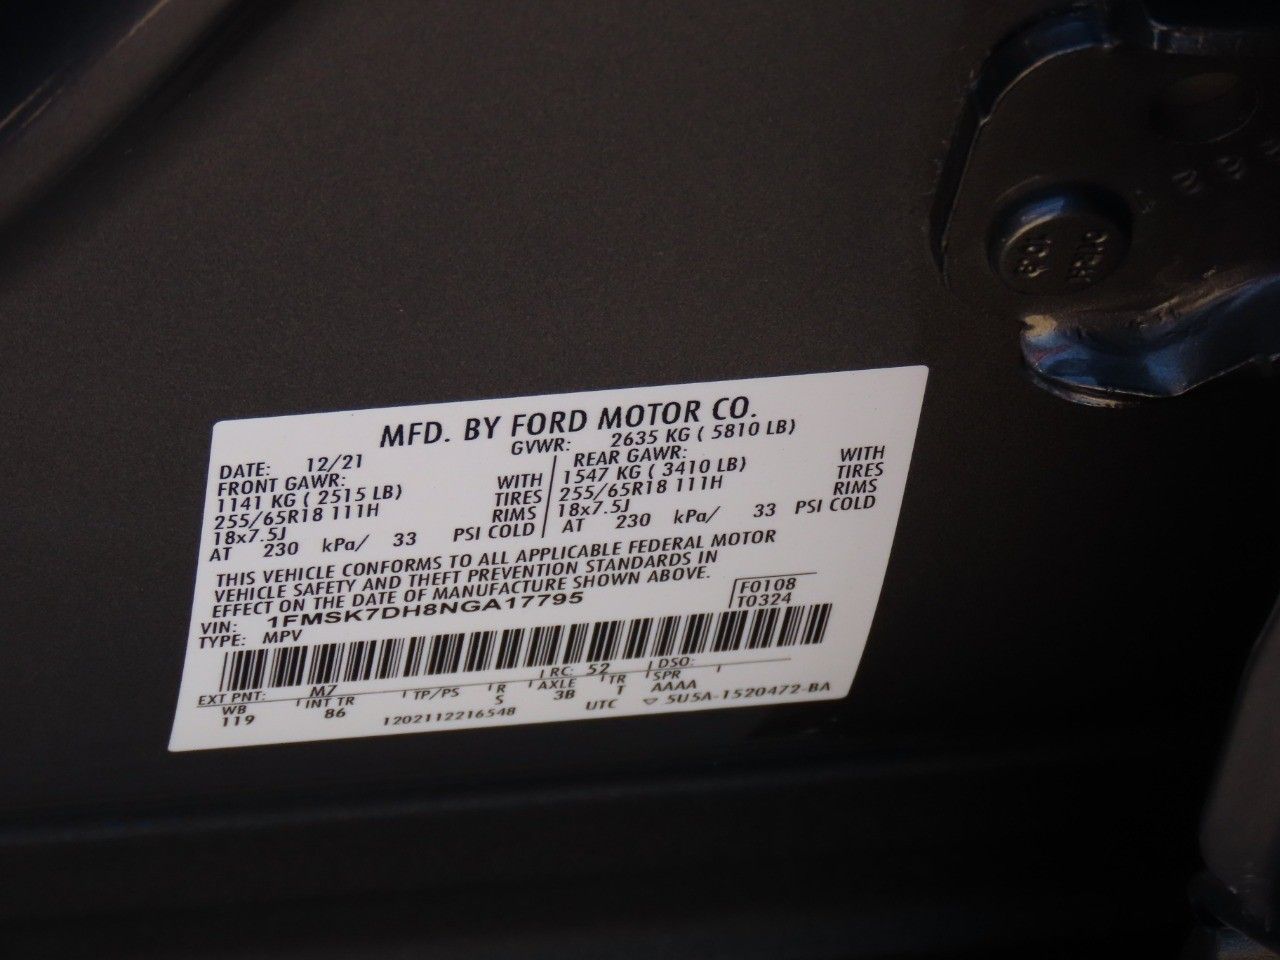 MFD. BY FORD MOTOR CO.
DATE: 12/21 GVWR: 2635 KG ( 5810 LB)
FRONT GAWR: REAR GAWR:
1141 KG ( 2515 LB) WITH 1547 KG ( 3410 LB) WITH
255/65R18 111H TIRES 255/65R18 111H TIRES
18x7.5J RIMS 18x7.5J RIMS
AT 230 kPa/ 33 PSI COLD AT 230 kPa/ 33 PSI COLD
THIS VEHICLE CONFORMS TO ALL APPLICABLE FEDERAL MOTOR
VEHICLE SAFETY AND THEFT PREVENTION STANDARDS IN
EFFECT ON THE DATE OF MANUFACTURE SHOWN ABOVE.
VIN: 1FMSK7DH8NGA17795 F0108
TYPE: MPV T0324
EXT PNT: M7 RC: 52 DSO:
WB INT TR TP/PS R AXLE TR SPR
119 86 S 3B T AAAA
1202112216548 UTC ▽ 5U5A-1520472-BA